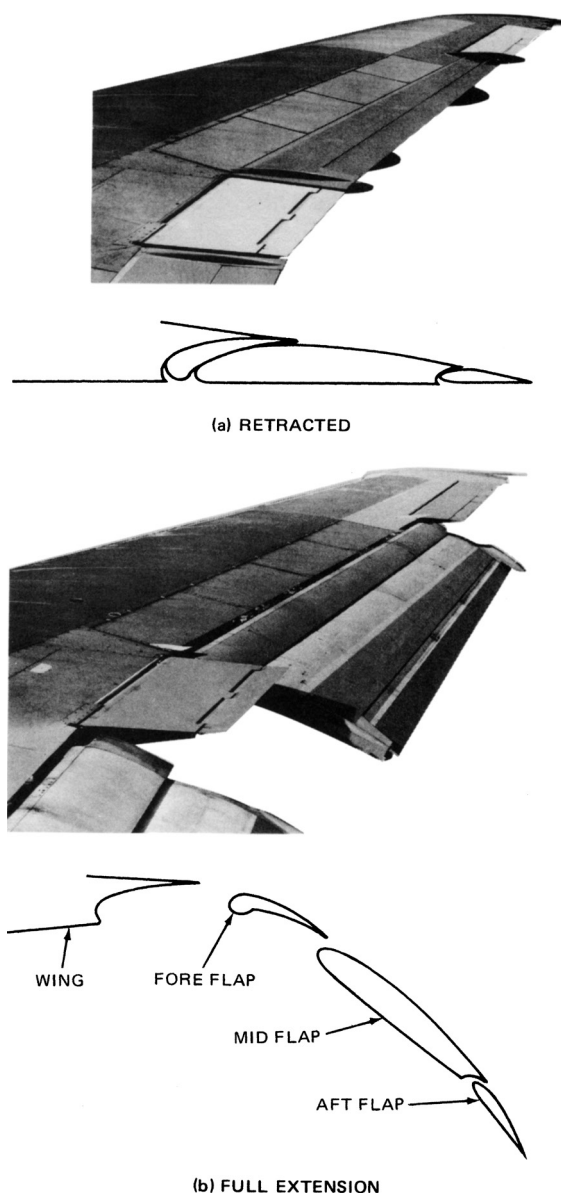 (a) RETRACTED
WING
FORE FLAP
MID FLAP
AFT FLAP
(b) FULL EXTENSION